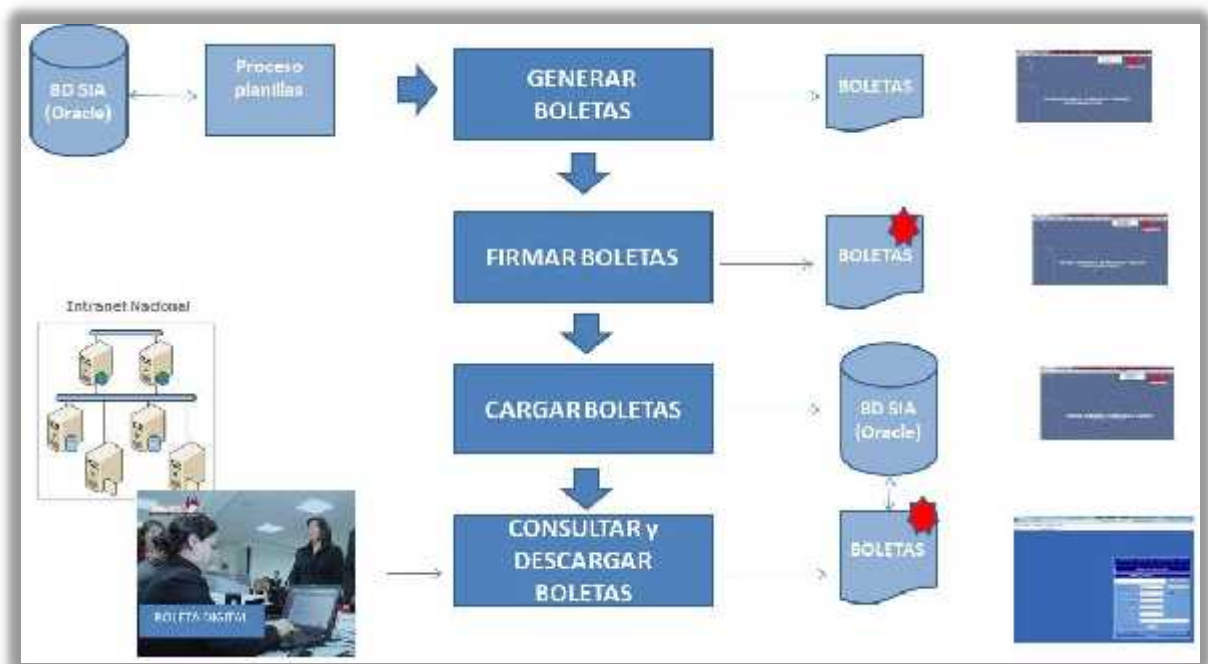 BD SIA
(Oracle)
Proceso
planillas
GENERAR
BOLETAS
BOLETAS
FIRMAR BOLETAS
BOLETAS
Intranet Nacional
CARGAR BOLETAS
BD SIA
(Oracle)
CONSULTAR y
DESCARGAR
BOLETAS
BOLETAS
BOLETA DIGITAL